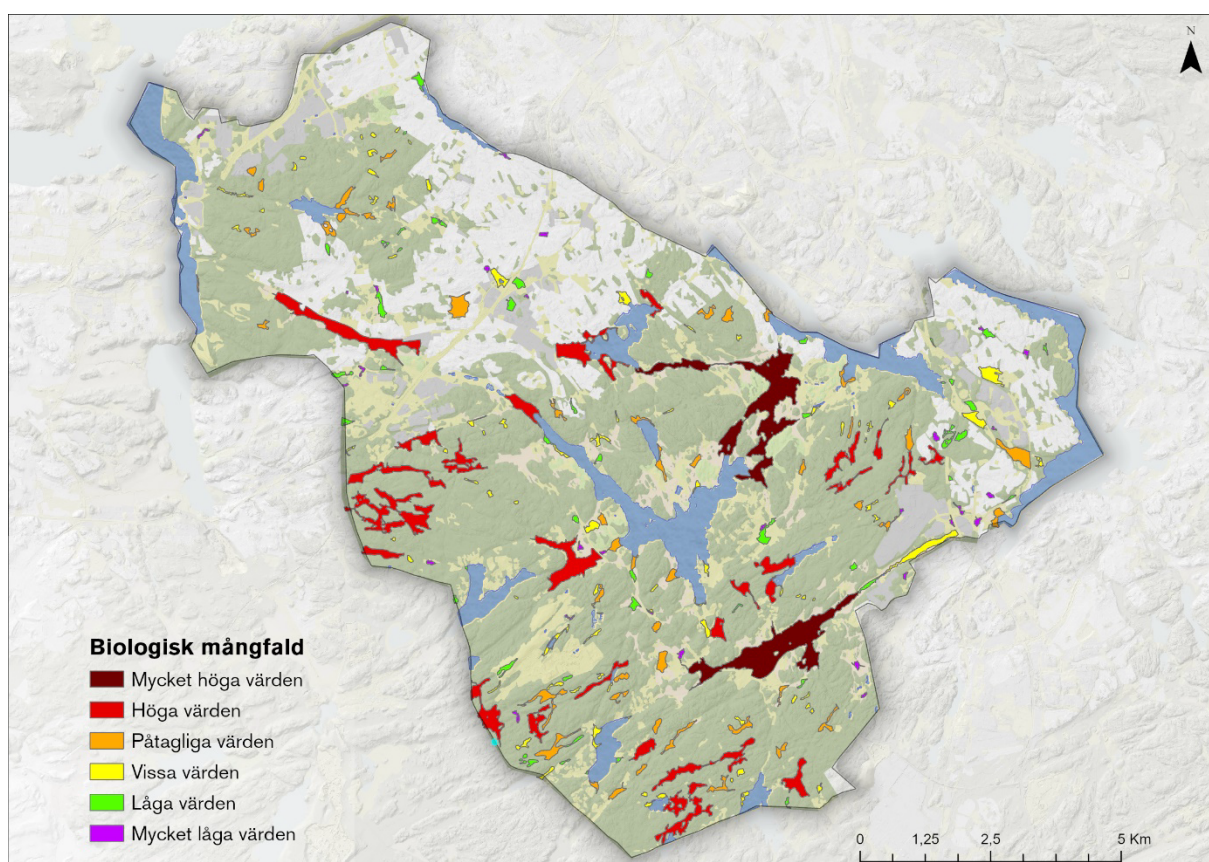 N
Biologisk mångfald
Mycket höga värden
Höga värden
Påtagliga värden
Vissa värden
Låga värden
Mycket låga värden
0 1,25 2,5 5 Km